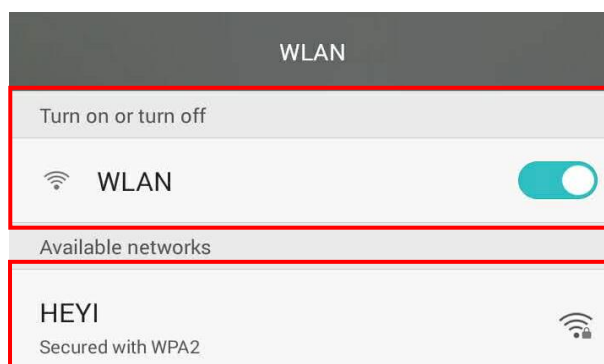 WLAN
Turn on or turn off
WLAN
Available networks
HEYI
Secured with WPA2